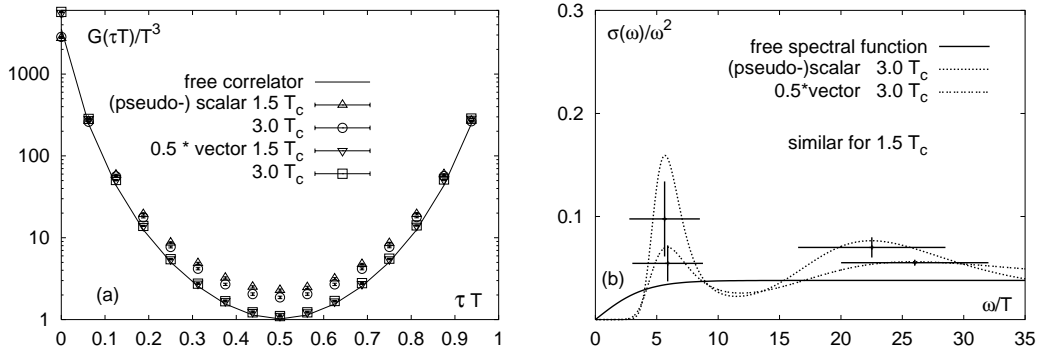 G(τT)/T³
free correlator
(pseudo-) scalar 1.5 T_c
3.0 T_c
0.5 * vector 1.5 T_c
3.0 T_c
1000
100
10
1
(a)
τ T
0 0.1 0.2 0.3 0.4 0.5 0.6 0.7 0.8 0.9 1
σ(ω)/ω²
free spectral function
(pseudo-)scalar 3.0 T_c
0.5*vector 3.0 T_c
similar for 1.5 T_c
0.3
0.2
0.1
(b)
ω/T
0 5 10 15 20 25 30 35